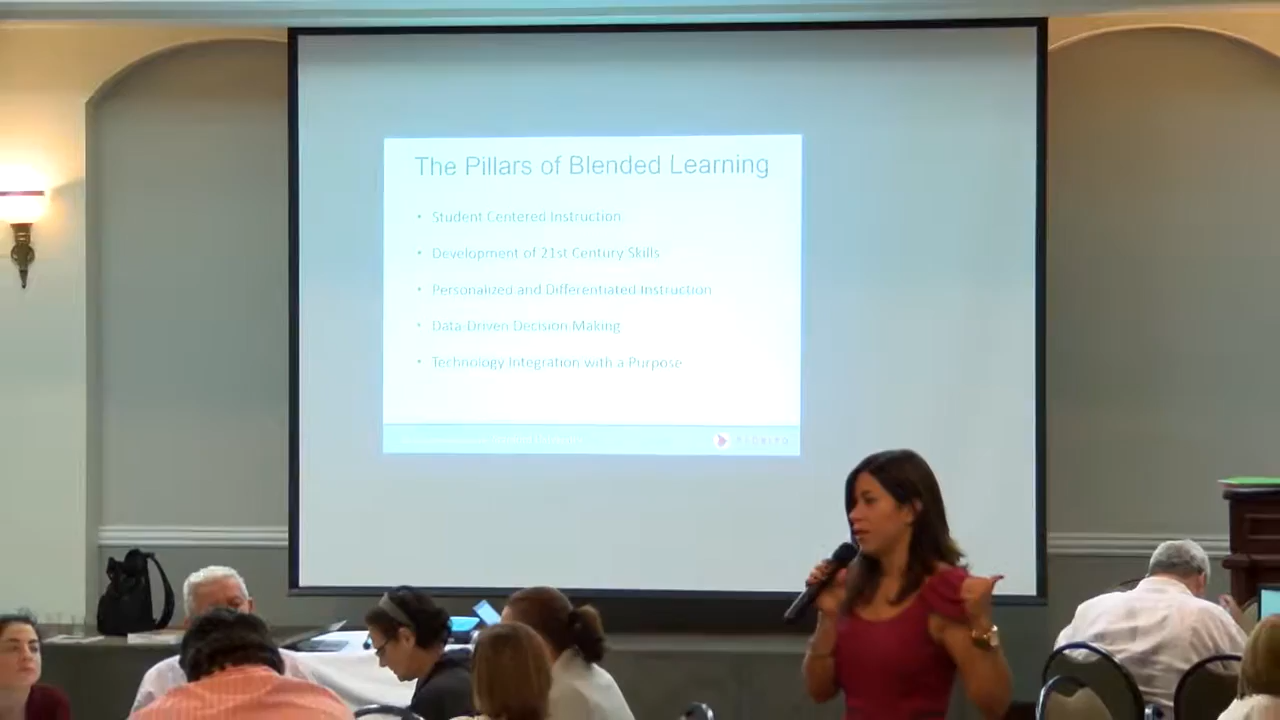 The Pillars of Blended Learning
• Student Centered Instruction
• Development of 21st Century Skills
• Personalized and Differentiated Instruction
• Data-Driven Decision Making
• Technology Integration with a Purpose